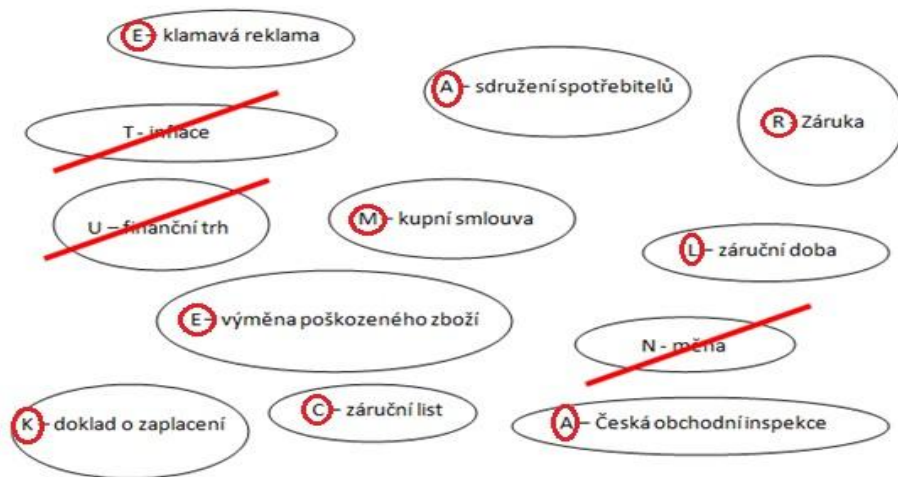 E – klamavá reklama
A – sdružení spotřebitelů
R - Záruka
T - inflace
U – finanční trh
M – kupní smlouva
L – záruční doba
E – výměna poškozeného zboží
N - měna
K – doklad o zaplacení
C – záruční list
A – Česká obchodní inspekce